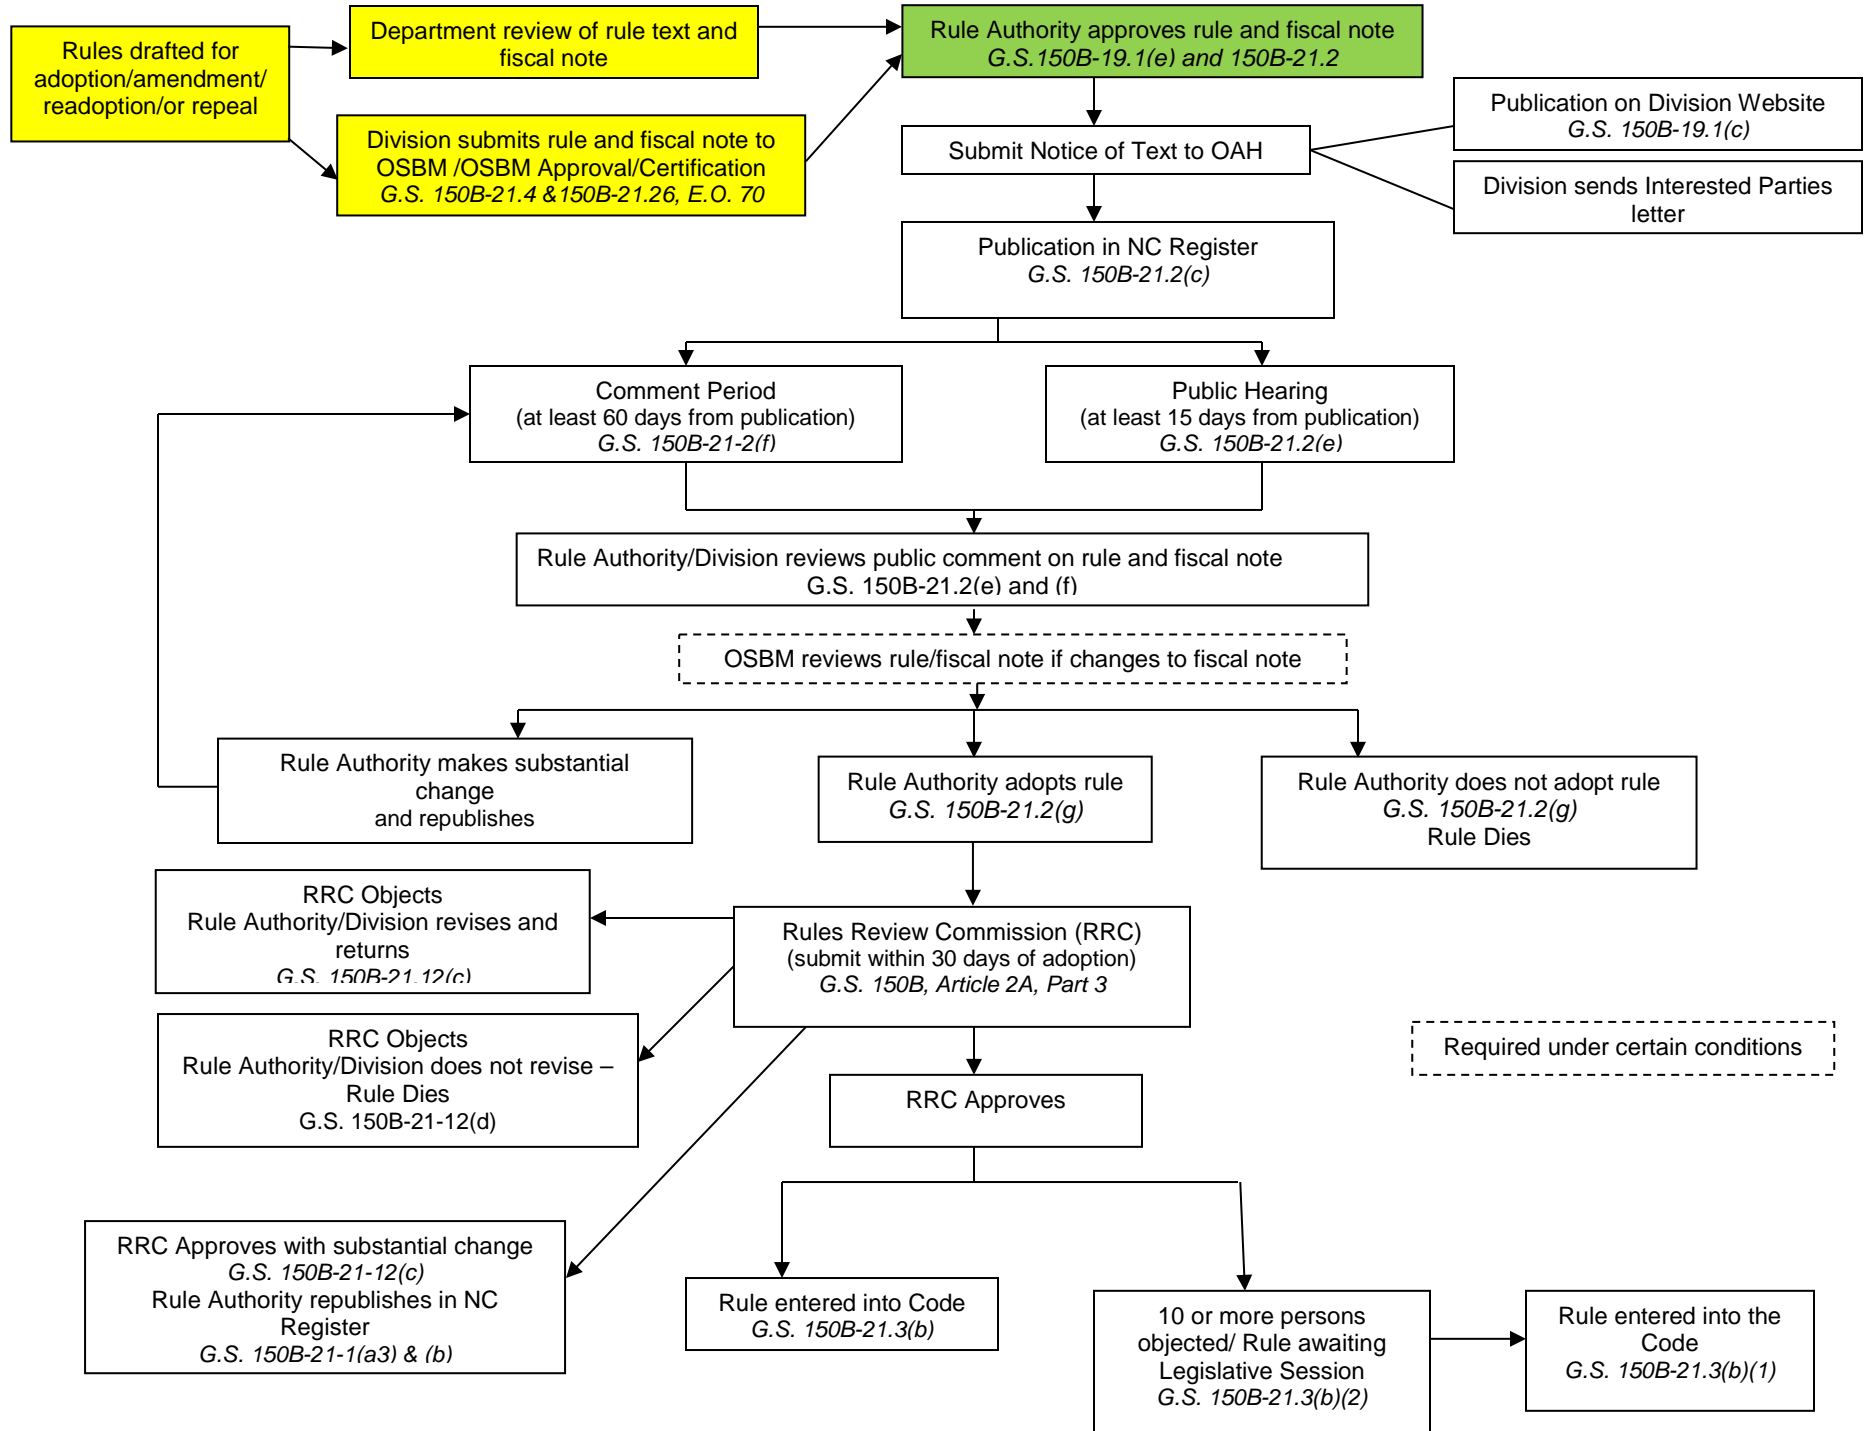 Rules drafted for
adoption/amendment/
readoption/or repeal
Department review of rule text and
fiscal note
Division submits rule and fiscal note to
OSBM /OSBM Approval/Certification
G.S. 150B-21.4 &150B-21.26, E.O. 70
Rule Authority approves rule and fiscal note
G.S.150B-19.1(e) and 150B-21.2
Submit Notice of Text to OAH
Publication on Division Website
G.S. 150B-19.1(c)
Division sends Interested Parties
letter
Publication in NC Register
G.S. 150B-21.2(c)
Comment Period
(at least 60 days from publication)
G.S. 150B-21-2(f)
Public Hearing
(at least 15 days from publication)
G.S. 150B-21.2(e)
Rule Authority/Division reviews public comment on rule and fiscal note
G.S. 150B-21.2(e) and (f)
OSBM reviews rule/fiscal note if changes to fiscal note
Rule Authority makes substantial
change
and republishes
Rule Authority adopts rule
G.S. 150B-21.2(g)
Rule Authority does not adopt rule
G.S. 150B-21.2(g)
Rule Dies
RRC Objects
Rule Authority/Division revises and
returns
G.S. 150B-21.12(c)
Rules Review Commission (RRC)
(submit within 30 days of adoption)
G.S. 150B, Article 2A, Part 3
RRC Objects
Rule Authority/Division does not revise –
Rule Dies
G.S. 150B-21-12(d)
Required under certain conditions
RRC Approves
RRC Approves with substantial change
G.S. 150B-21-12(c)
Rule Authority republishes in NC
Register
G.S. 150B-21-1(a3) & (b)
Rule entered into Code
G.S. 150B-21.3(b)
10 or more persons
objected/ Rule awaiting
Legislative Session
G.S. 150B-21.3(b)(2)
Rule entered into the
Code
G.S. 150B-21.3(b)(1)